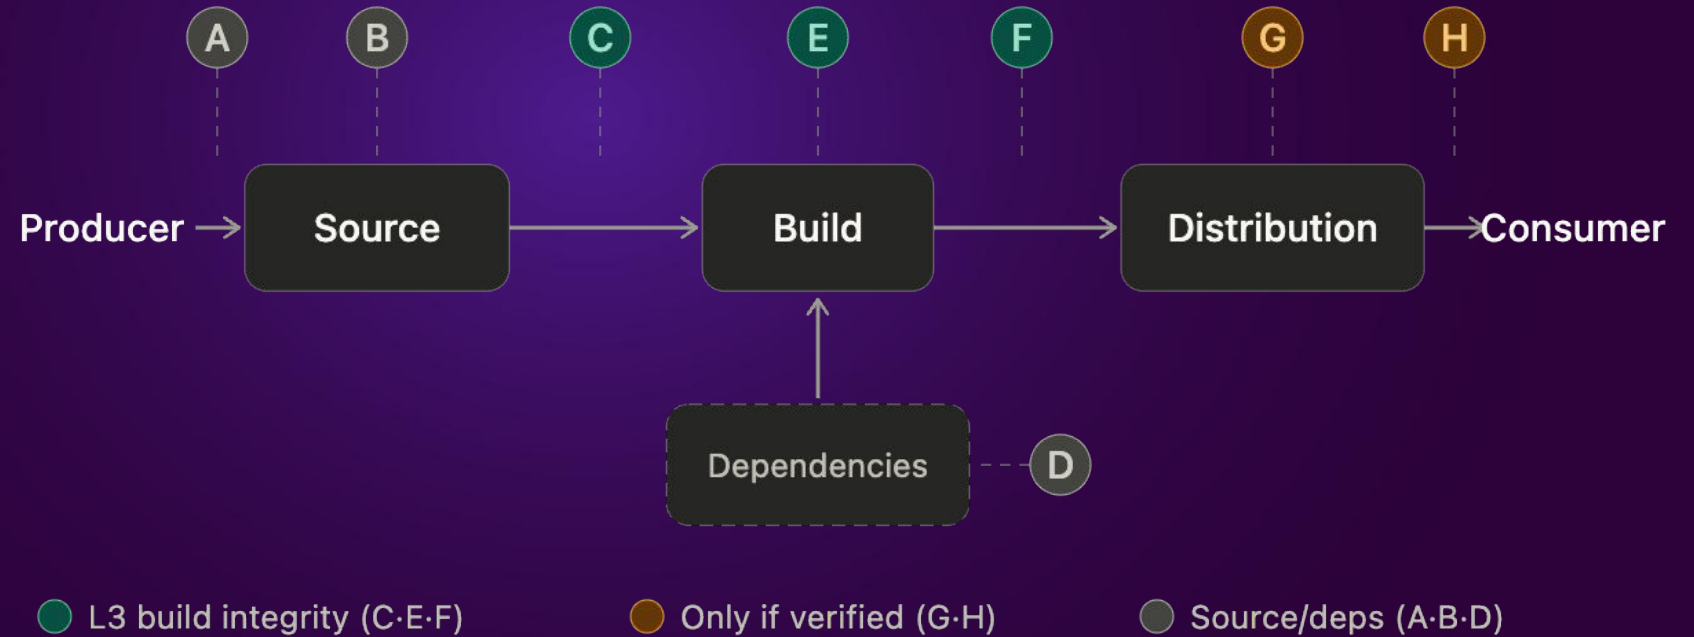 A B C E F G H
Producer Source Build Distribution Consumer
Dependencies D
L3 build integrity (C·E·F) Only if verified (G·H) Source/deps (A·B·D)